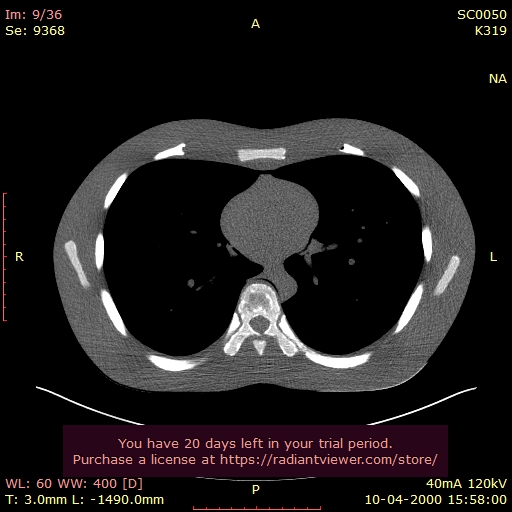 Im: 9/36
Se: 9368
A
SC0050
K319
NA
R
L
You have 20 days left in your trial period.
Purchase a license at https://radiantviewer.com/store/
WL: 60 WW: 400 [D]
T: 3.0mm L: -1490.0mm
P
40mA 120kV
10-04-2000 15:58:00